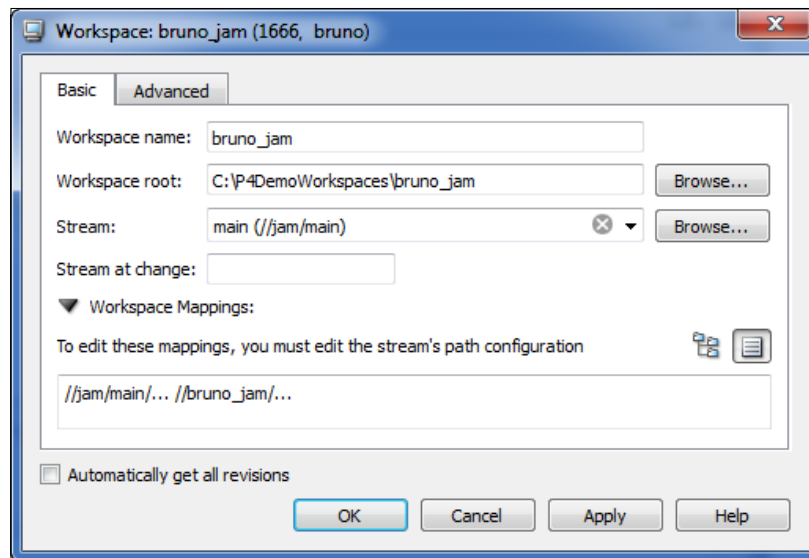 Workspace: bruno_jam (1666, bruno)
Basic Advanced
Workspace name: bruno_jam
Workspace root: C:\P4DemoWorkspaces\bruno_jam Browse...
Stream: main (//jam/main) Browse...
Stream at change:
Workspace Mappings:
To edit these mappings, you must edit the stream's path configuration
//jam/main/... //bruno_jam/...
Automatically get all revisions
OK Cancel Apply Help